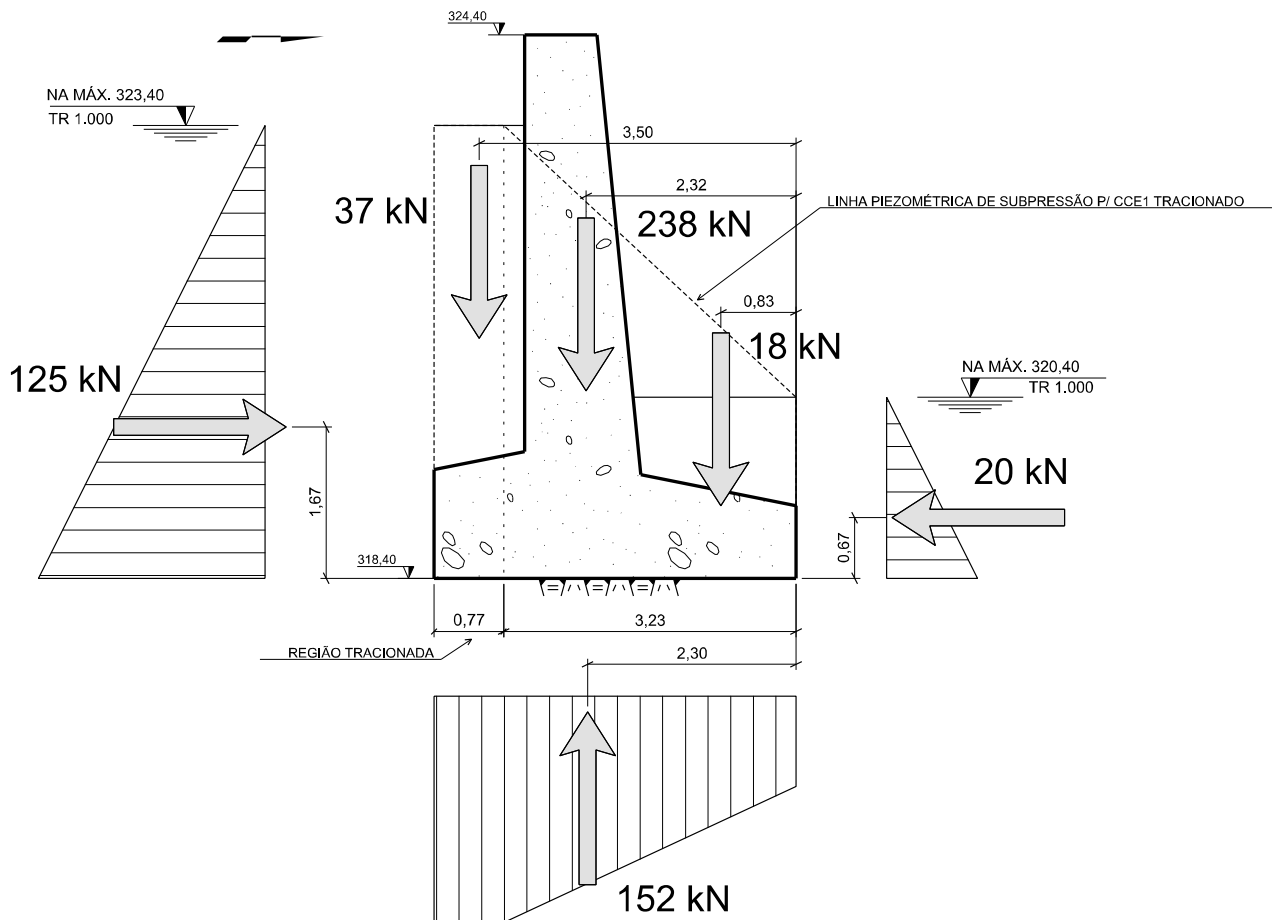 324,40
NA MÁX. 323,40
TR 1.000
3,50
2,32
37 kN
238 kN
LINHA PIEZOMÉTRICA DE SUBPRESSÃO P/ CCE1 TRACIONADO
0,83
18 kN
125 kN
NA MÁX. 320,40
TR 1.000
20 kN
1,67
0,67
318,40
0,77
3,23
REGIÃO TRACIONADA
2,30
152 kN